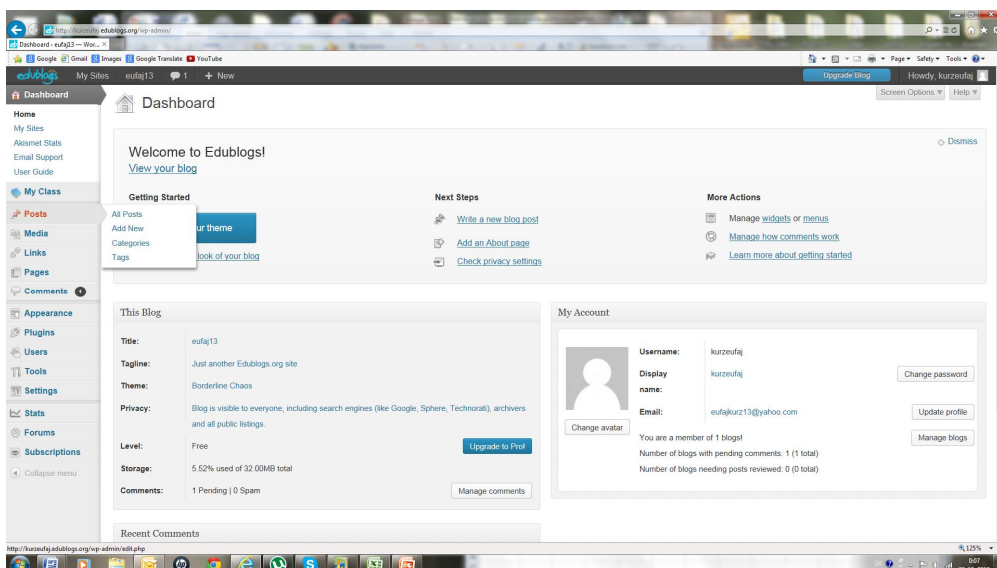 http://kurzeufaj.edublogs.org/wp-admin/
Dashboard ‹ eufaj13 — Wor...
Google Gmail Images Google Translate YouTube
Page Safety Tools
edublogs My Sites eufaj13 1 + New
Upgrade Blog Howdy, kurzeufaj
Screen Options Help
Dashboard
Home
My Sites
Akismet Stats
Email Support
User Guide
My Class
Posts
Media
Links
Pages
Comments
Appearance
Plugins
Users
Tools
Settings
Stats
Forums
Subscriptions
Collapse menu
All Posts
Add New
Categories
Tags
Dashboard
Dismiss
Welcome to Edublogs!
View your blog
Getting Started
ur theme
look of your blog
Next Steps
Write a new blog post
Add an About page
Check privacy settings
More Actions
Manage widgets or menus
Manage how comments work
Learn more about getting started
This Blog
Title: eufaj13
Tagline: Just another Edublogs.org site
Theme: Borderline Chaos
Privacy: Blog is visible to everyone, including search engines (like Google, Sphere, Technorati), archivers
and all public listings.
Level: Free Upgrade to Pro!
Storage: 5.52% used of 32.00MB total
Comments: 1 Pending | 0 Spam Manage comments
Recent Comments
My Account
Change avatar
Username: kurzeufaj
Display kurzeufaj Change password
name:
Email: eufajkurz13@yahoo.com Update profile
You are a member of 1 blogs! Manage blogs
Number of blogs with pending comments: 1 (1 total)
Number of blogs needing posts reviewed: 0 (0 total)
http://kurzeufaj.edublogs.org/wp-admin/edit.php
125%
0:07